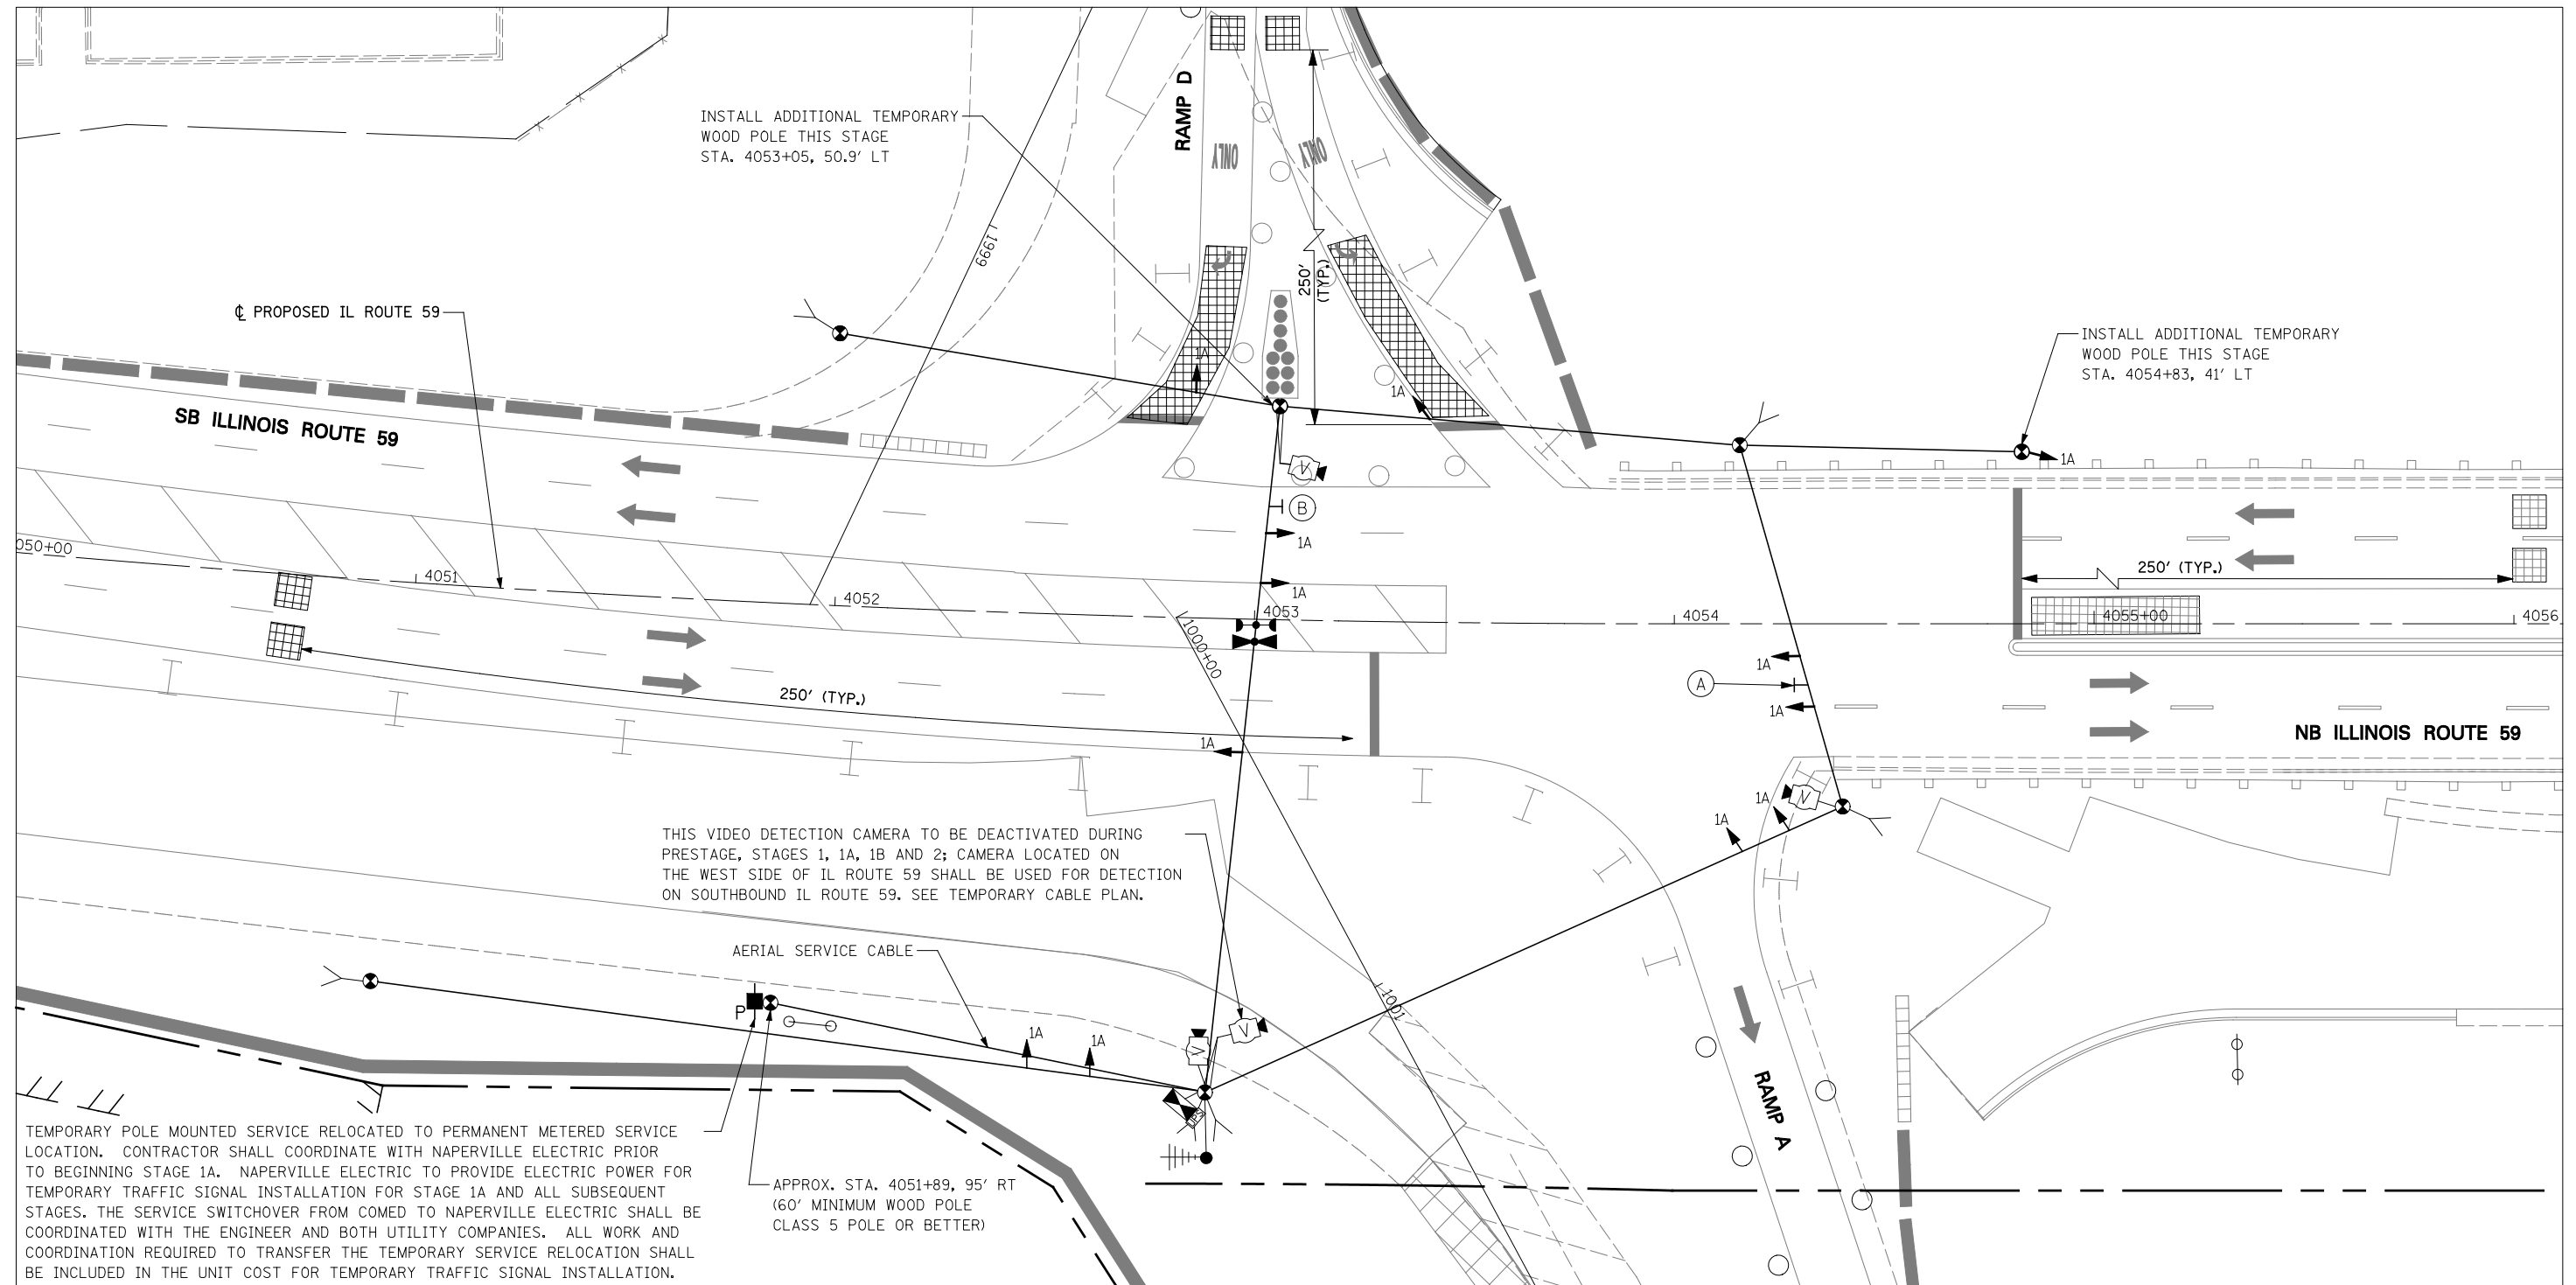 RAMP D
ONLY
ONLY
INSTALL ADDITIONAL TEMPORARY
WOOD POLE THIS STAGE
STA. 4053+05, 50.9' LT
1999
250'
(TYP.)
℄ PROPOSED IL ROUTE 59
1A
1A
INSTALL ADDITIONAL TEMPORARY
WOOD POLE THIS STAGE
STA. 4054+83, 41' LT
SB ILLINOIS ROUTE 59
1A
V
B
1A
050+00
4051
4052
1A
4053
4054
250' (TYP.)
4055+00
4056
1000+00
1A
A
1A
250' (TYP.)
1A
NB ILLINOIS ROUTE 59
V
1A
1A
THIS VIDEO DETECTION CAMERA TO BE DEACTIVATED DURING
PRESTAGE, STAGES 1, 1A, 1B AND 2; CAMERA LOCATED ON
THE WEST SIDE OF IL ROUTE 59 SHALL BE USED FOR DETECTION
ON SOUTHBOUND IL ROUTE 59. SEE TEMPORARY CABLE PLAN.
AERIAL SERVICE CABLE
1001
P
1A
1A
V
V
RAMP A
TEMPORARY POLE MOUNTED SERVICE RELOCATED TO PERMANENT METERED SERVICE
LOCATION. CONTRACTOR SHALL COORDINATE WITH NAPERVILLE ELECTRIC PRIOR
TO BEGINNING STAGE 1A. NAPERVILLE ELECTRIC TO PROVIDE ELECTRIC POWER FOR
TEMPORARY TRAFFIC SIGNAL INSTALLATION FOR STAGE 1A AND ALL SUBSEQUENT
STAGES. THE SERVICE SWITCHOVER FROM COMED TO NAPERVILLE ELECTRIC SHALL BE
COORDINATED WITH THE ENGINEER AND BOTH UTILITY COMPANIES. ALL WORK AND
COORDINATION REQUIRED TO TRANSFER THE TEMPORARY SERVICE RELOCATION SHALL
BE INCLUDED IN THE UNIT COST FOR TEMPORARY TRAFFIC SIGNAL INSTALLATION.
APPROX. STA. 4051+89, 95' RT
(60' MINIMUM WOOD POLE
CLASS 5 POLE OR BETTER)